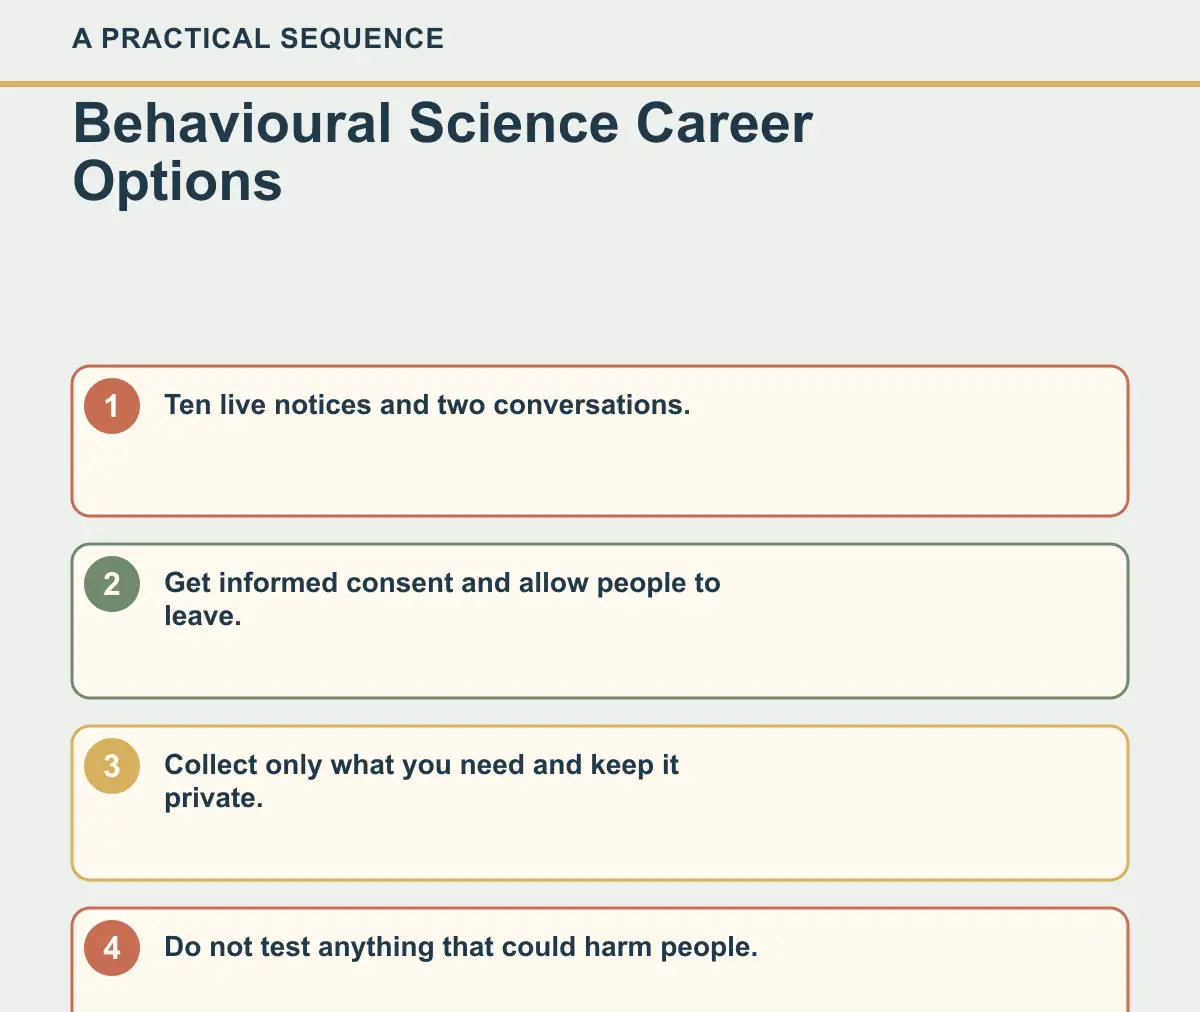 A PRACTICAL SEQUENCE
Behavioural Science Career
Options
1
Ten live notices and two conversations.
2
Get informed consent and allow people to
leave.
3
Collect only what you need and keep it
private.
4
Do not test anything that could harm people.